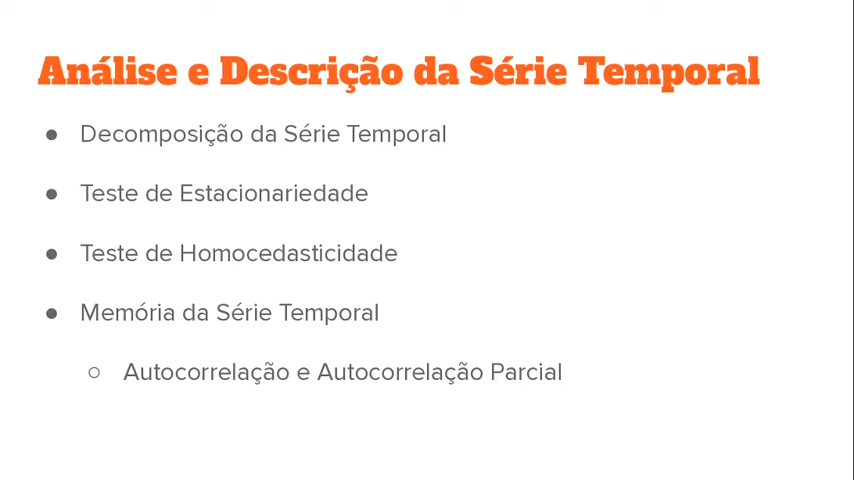 Análise e Descrição da Série Temporal
● Decomposição da Série Temporal
● Teste de Estacionariedade
● Teste de Homocedasticidade
● Memória da Série Temporal
○ Autocorrelação e Autocorrelação Parcial